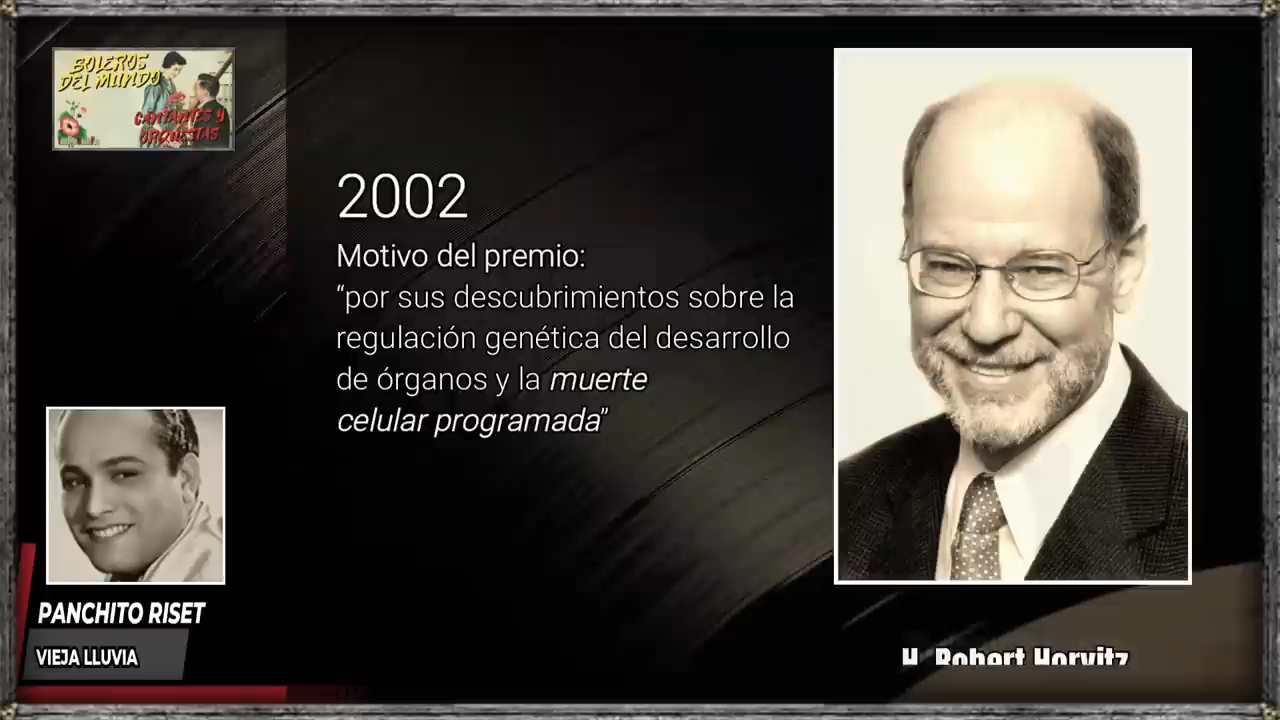 BOLEROS
DEL MUNDO
CANTANTES Y
ORQUESTAS
2002
Motivo del premio:
“por sus descubrimientos sobre la
regulación genética del desarrollo
de órganos y la muerte
celular programada”
PANCHITO RISET
VIEJA LLUVIA
H. Robert Horvitz